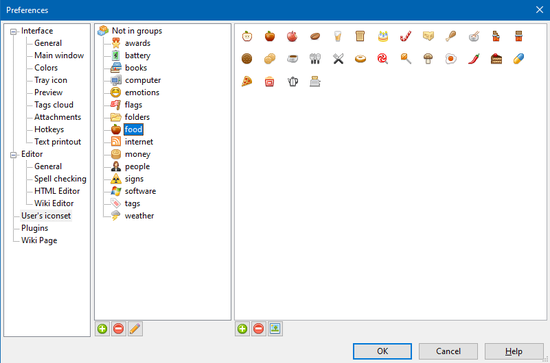 Preferences
Interface
General
Main window
Colors
Tray icon
Preview
Tags cloud
Attachments
Hotkeys
Text printout
Editor
General
Spell checking
HTML Editor
Wiki Editor
User's iconset
Plugins
Wiki Page
Not in groups
awards
battery
books
computer
emotions
flags
folders
food
internet
money
people
signs
software
tags
weather
OK
Cancel
Help